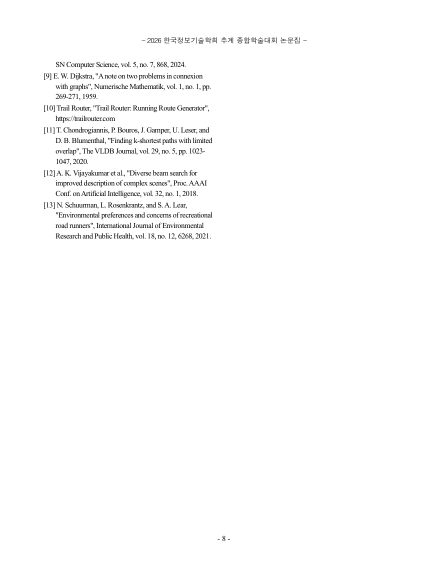 – 2026 한국정보기술학회 추계 종합학술대회 논문집 –
SN Computer Science, vol. 5, no. 7, 868, 2024.
[9] E. W. Dijkstra, "A note on two problems in connexion
with graphs", Numerische Mathematik, vol. 1, no. 1, pp.
269-271, 1959.
[10] Trail Router, "Trail Router: Running Route Generator",
https://trailrouter.com
[11] T. Chondrogiannis, P. Bouros, J. Gamper, U. Leser, and
D. B. Blumenthal, "Finding k-shortest paths with limited
overlap", The VLDB Journal, vol. 29, no. 5, pp. 1023-
1047, 2020.
[12] A. K. Vijayakumar et al., "Diverse beam search for
improved description of complex scenes", Proc. AAAI
Conf. on Artificial Intelligence, vol. 32, no. 1, 2018.
[13] N. Schuurman, L. Rosenkrantz, and S. A. Lear,
"Environmental preferences and concerns of recreational
road runners", International Journal of Environmental
Research and Public Health, vol. 18, no. 12, 6268, 2021.
- 8 -